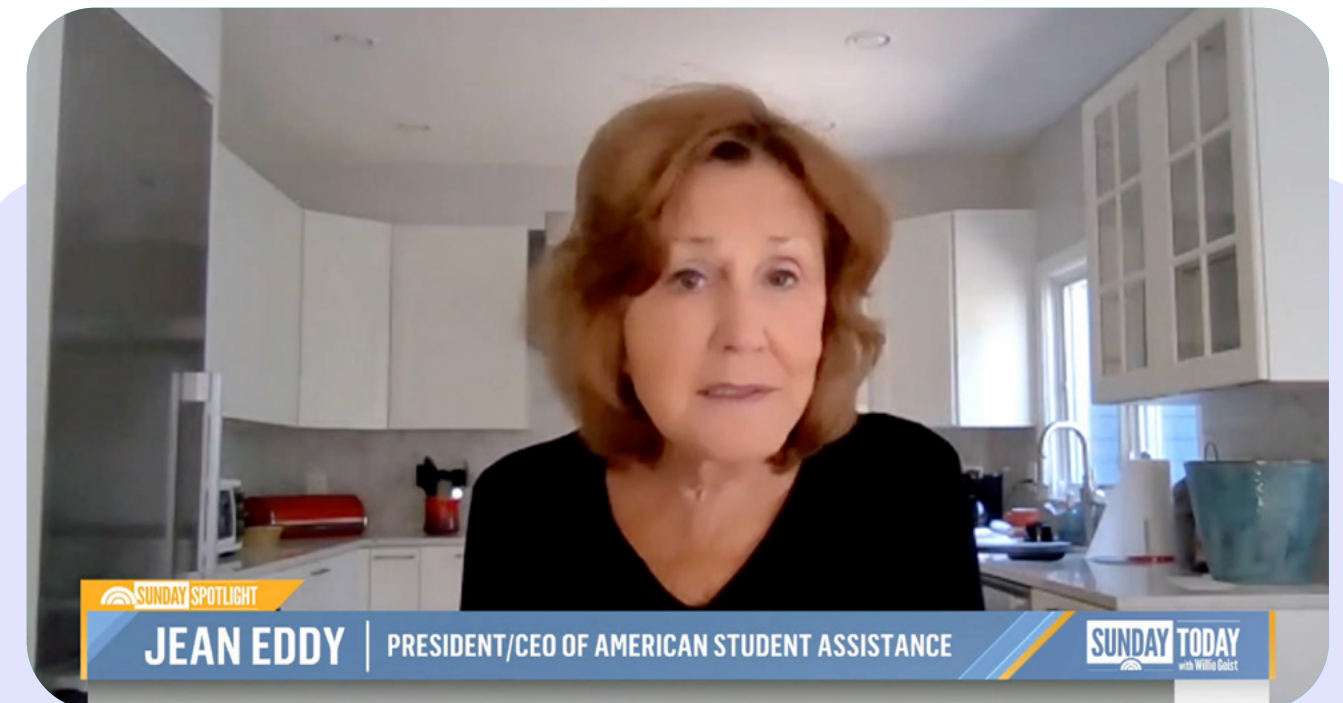 SUNDAY SPOTLIGHT
JEAN EDDY
PRESIDENT/CEO OF AMERICAN STUDENT ASSISTANCE
SUNDAY TODAY
with Willie Geist